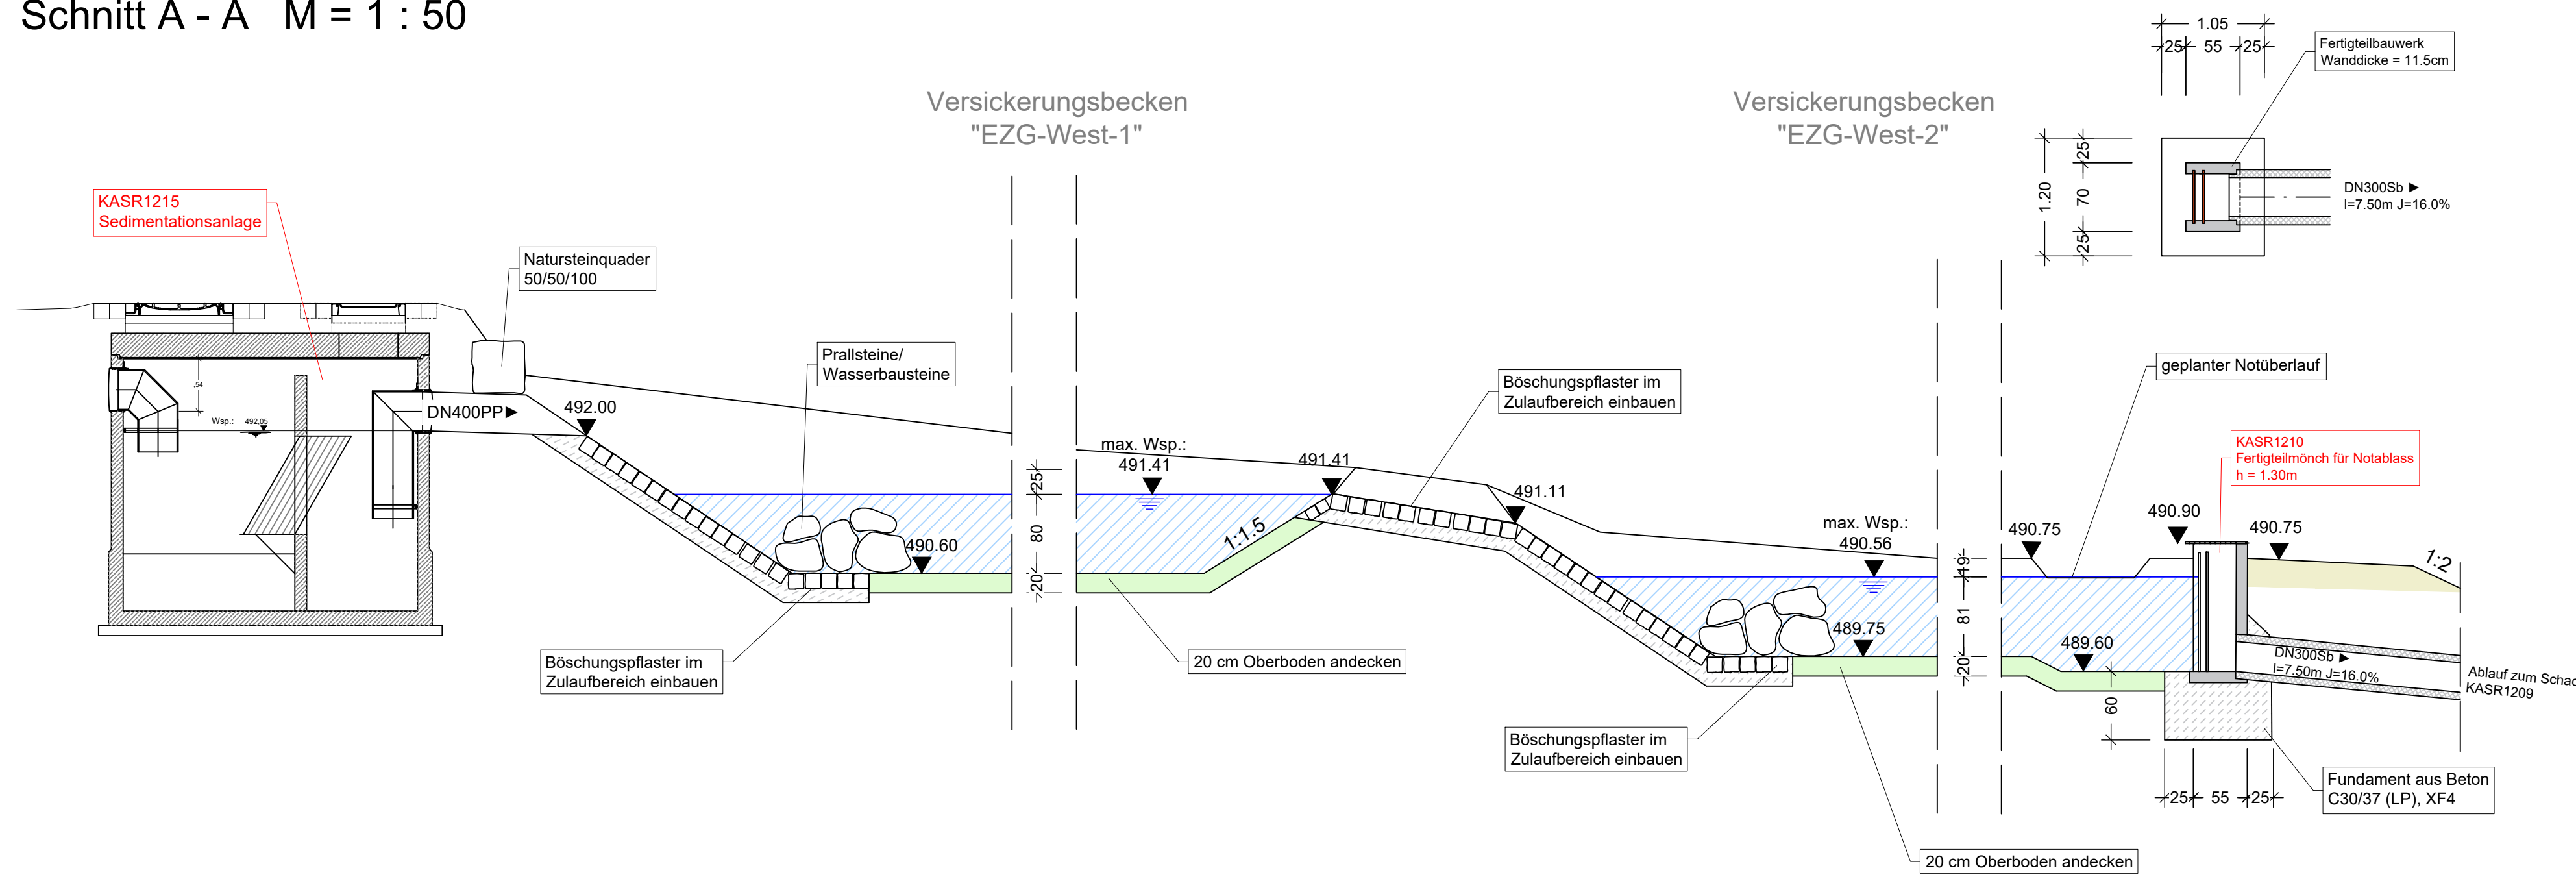 Schnitt A - A   M = 1 : 50
1.05
25 55 25
Fertigteilbauwerk
Wanddicke = 11.5cm
Versickerungsbecken
"EZG-West-1"
Versickerungsbecken
"EZG-West-2"
1.20
25
70
25
DN300Sb ►
l=7.50m J=16.0%
KASR1215
Sedimentationsanlage
Natursteinquader
50/50/100
Prallsteine/
Wasserbausteine
Böschungspflaster im
Zulaufbereich einbauen
geplanter Notüberlauf
.54
Wsp.: 492.05
DN400PP►
492.00
max. Wsp.:
491.41
491.41
491.11
25
80
20
490.60
1:1.5
max. Wsp.:
490.56
490.75
490.90
490.75
KASR1210
Fertigteilmönch für Notablass
h = 1.30m
1:2
19
81
20
489.75
489.60
60
DN300Sb ►
l=7.50m J=16.0%
Ablauf zum Schac
KASR1209
Böschungspflaster im
Zulaufbereich einbauen
20 cm Oberboden andecken
Böschungspflaster im
Zulaufbereich einbauen
25 55 25
Fundament aus Beton
C30/37 (LP), XF4
20 cm Oberboden andecken